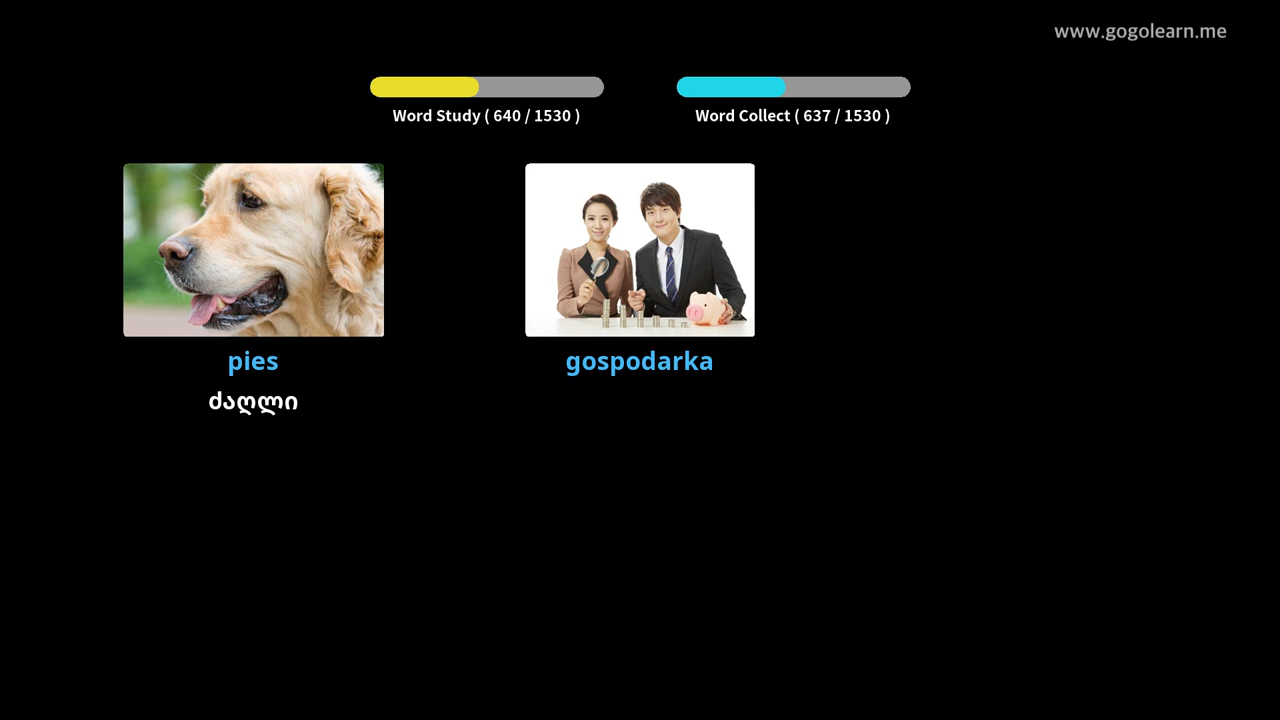 www.gogolearn.me
Word Study ( 640 / 1530 )
Word Collect ( 637 / 1530 )
pies
ძაღლი
gospodarka